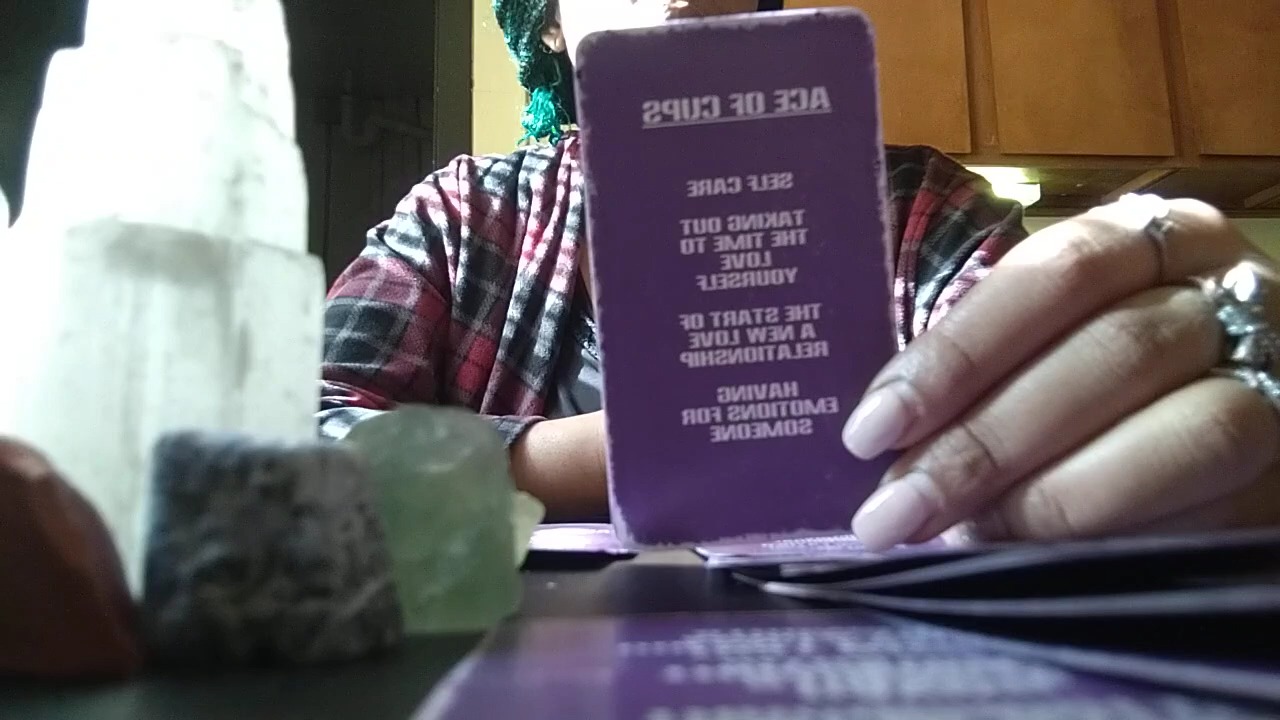 ACE OF CUPS
SELF CARE
TAKING OUT
THE TIME TO
LOVE
YOURSELF
THE START OF
A NEW LOVE
RELATIONSHIP
HAVING
EMOTIONS FOR
SOMEONE